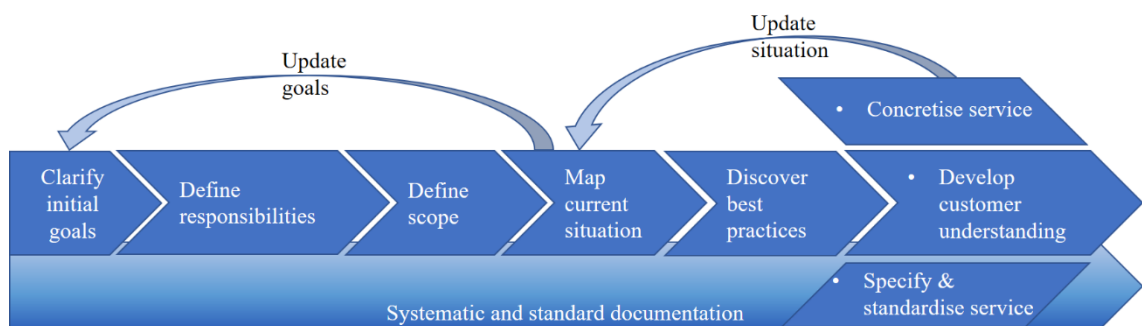 Update
goals
Update
situation
• Concretise service
Clarify
initial
goals
Define
responsibilities
Define
scope
Map
current
situation
Discover
best
practices
• Develop
customer
understanding
• Specify &
standardise service
Systematic and standard documentation